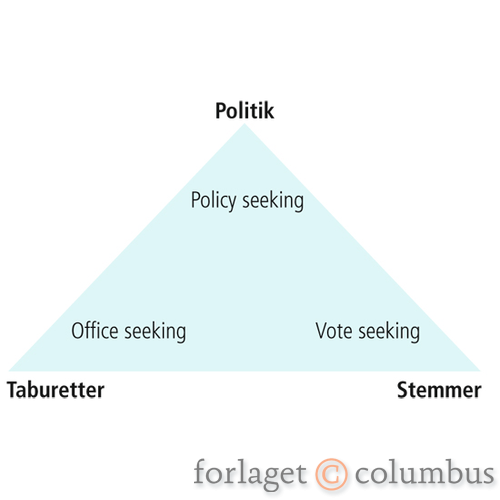 Politik
Policy seeking
Office seeking
Vote seeking
Taburetter
Stemmer
forlaget © columbus